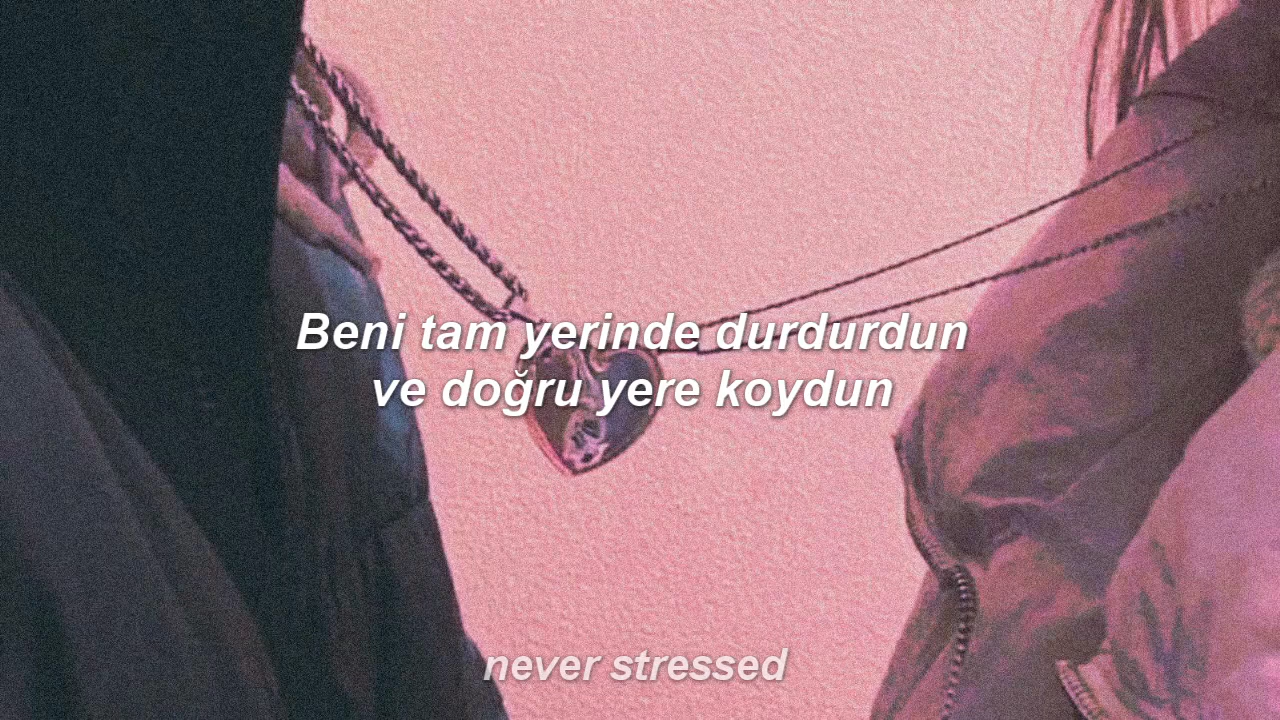 Beni tam yerinde durdurdun
ve doğru yere koydun
never stressed